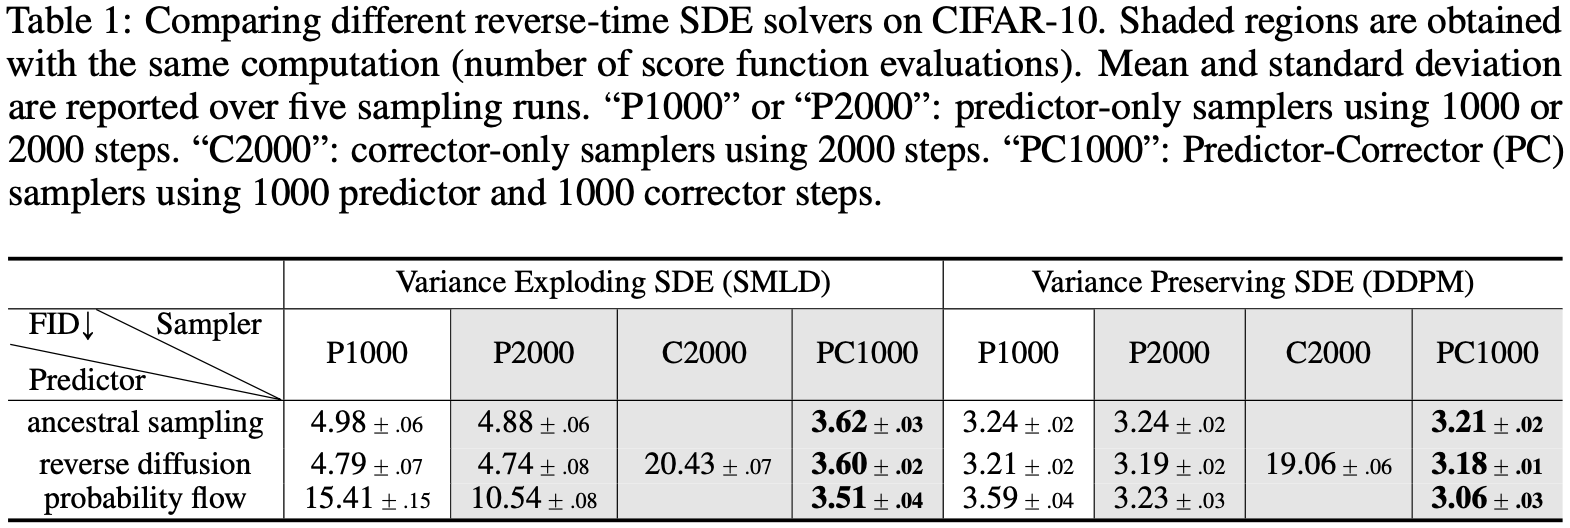 Table 1: Comparing different reverse-time SDE solvers on CIFAR-10. Shaded regions are obtained
with the same computation (number of score function evaluations). Mean and standard deviation
are reported over five sampling runs. “P1000” or “P2000”: predictor-only samplers using 1000 or
2000 steps. “C2000”: corrector-only samplers using 2000 steps. “PC1000”: Predictor-Corrector (PC)
samplers using 1000 predictor and 1000 corrector steps.
Variance Exploding SDE (SMLD) Variance Preserving SDE (DDPM)
FID↓ Sampler
Predictor
P1000 P2000 C2000 PC1000 P1000 P2000 C2000 PC1000
ancestral sampling 4.98 ± .06 4.88 ± .06 3.62 ± .03 3.24 ± .02 3.24 ± .02 3.21 ± .02
reverse diffusion 4.79 ± .07 4.74 ± .08 20.43 ± .07 3.60 ± .02 3.21 ± .02 3.19 ± .02 19.06 ± .06 3.18 ± .01
probability flow 15.41 ± .15 10.54 ± .08 3.51 ± .04 3.59 ± .04 3.23 ± .03 3.06 ± .03